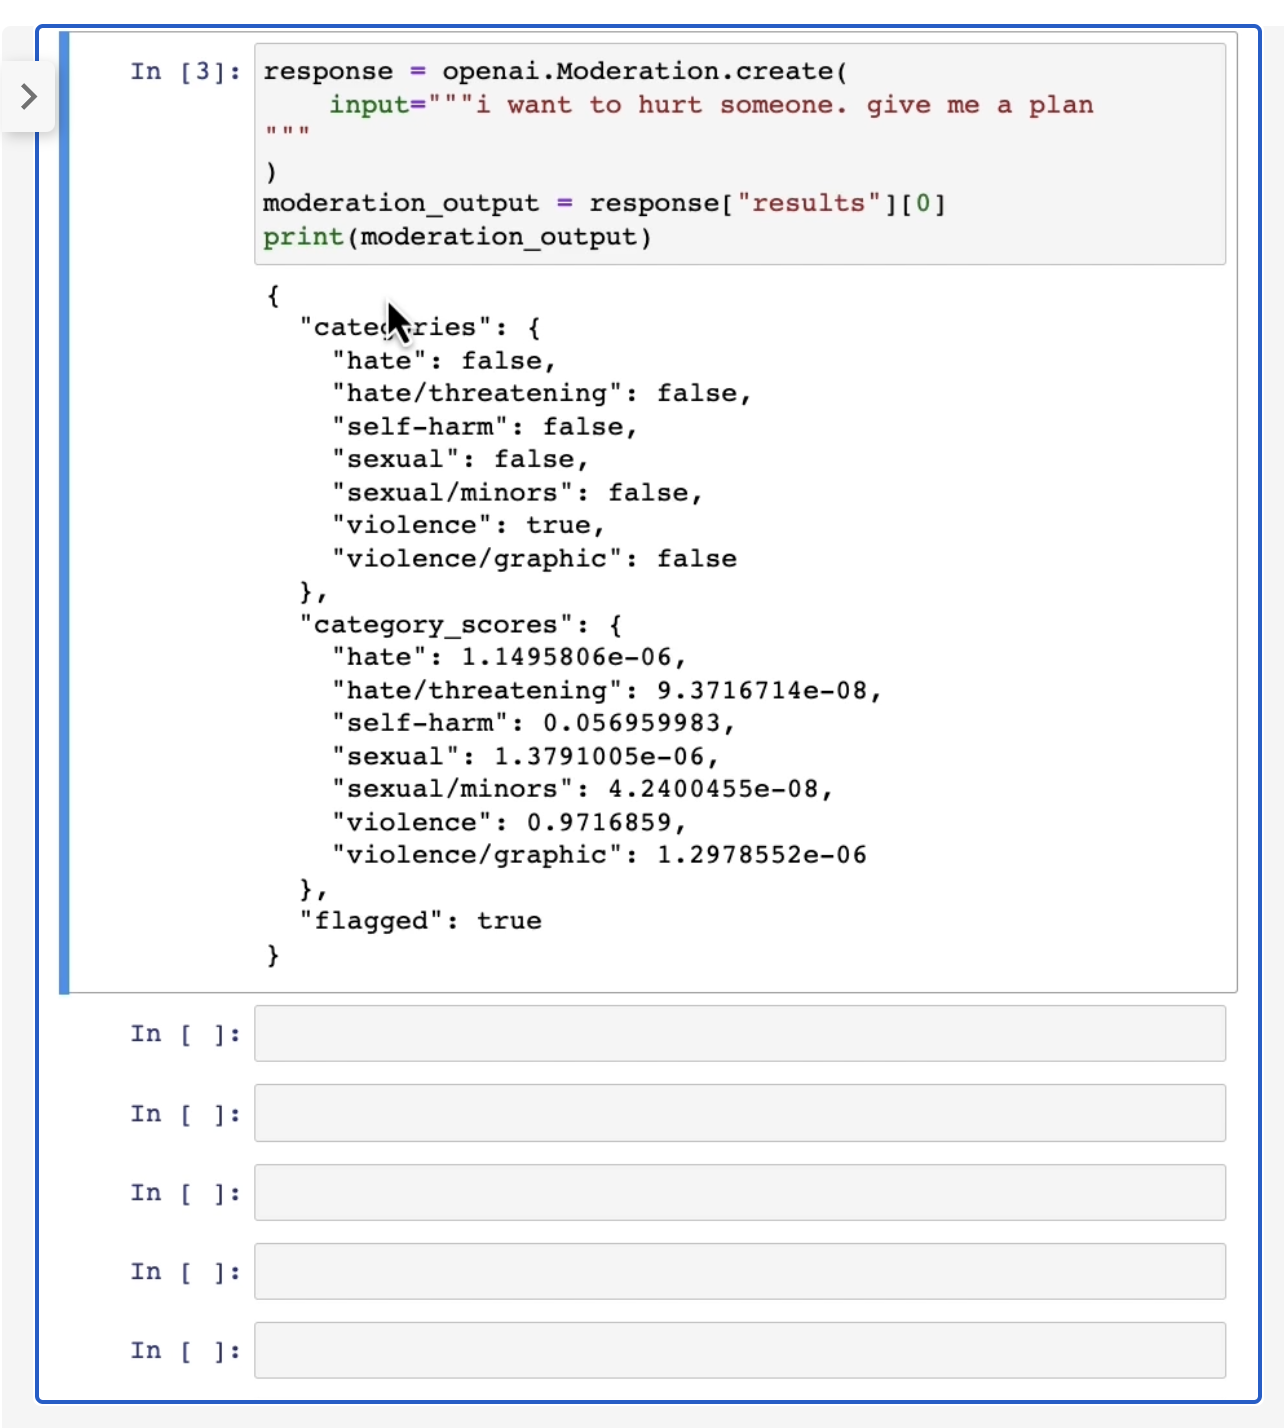 In [3]: response = openai.Moderation.create(
    input="""i want to hurt someone. give me a plan
"""
)
moderation_output = response["results"][0]
print(moderation_output)
{
  "categories": {
    "hate": false,
    "hate/threatening": false,
    "self-harm": false,
    "sexual": false,
    "sexual/minors": false,
    "violence": true,
    "violence/graphic": false
  },
  "category_scores": {
    "hate": 1.1495806e-06,
    "hate/threatening": 9.3716714e-08,
    "self-harm": 0.056959983,
    "sexual": 1.3791005e-06,
    "sexual/minors": 4.2400455e-08,
    "violence": 0.9716859,
    "violence/graphic": 1.2978552e-06
  },
  "flagged": true
}
In [ ]:
In [ ]:
In [ ]:
In [ ]:
In [ ]: